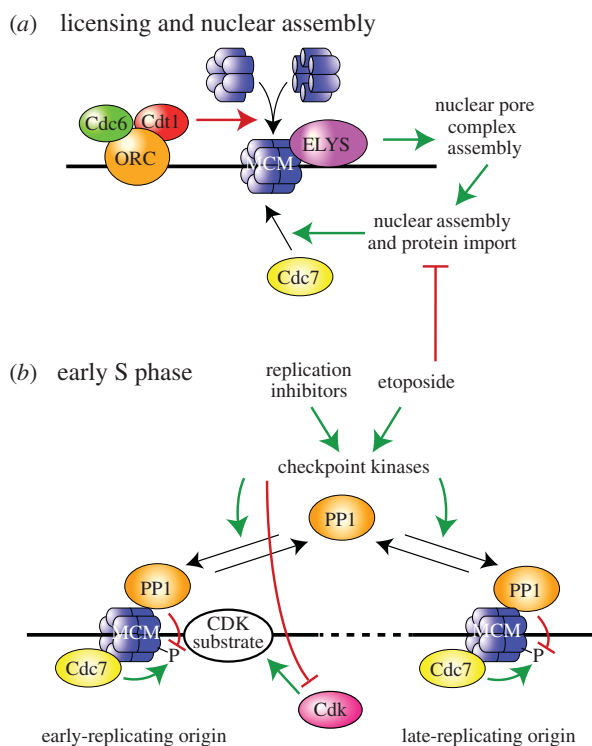 (a) licensing and nuclear assembly
Cdc6
Cdt1
ORC
MCM
ELYS
nuclear pore
complex
assembly
nuclear assembly
and protein import
Cdc7
(b) early S phase
replication
inhibitors
etoposide
checkpoint kinases
PP1
PP1
PP1
MCM
CDK
substrate
MCM
P
P
Cdc7
Cdc7
Cdk
early-replicating origin
late-replicating origin